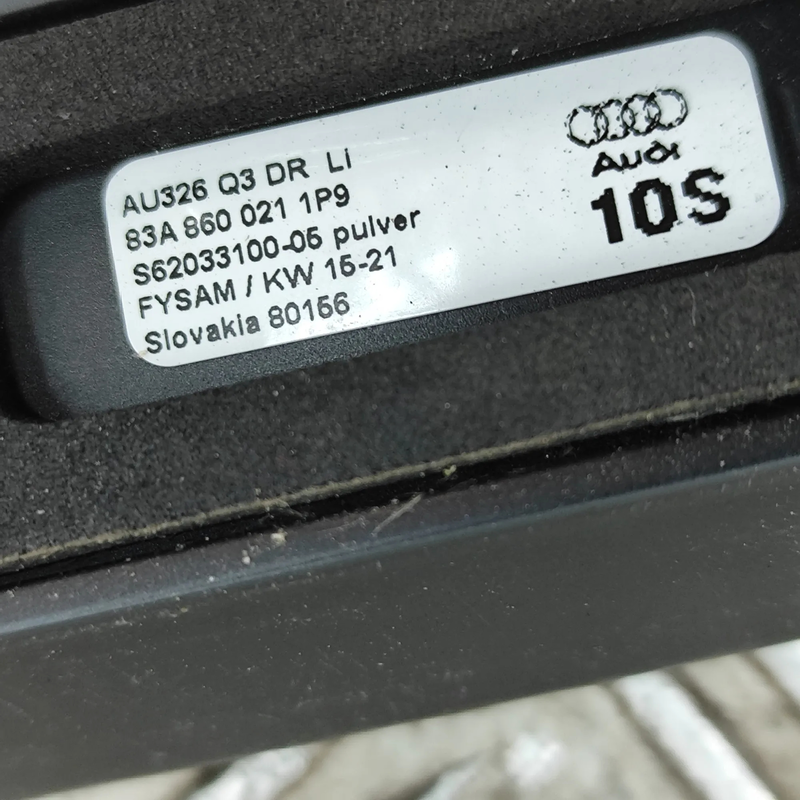 AU326 Q3 DR Li
83A 860 021 1P9
S62033100-05 pulver
FYSAM / KW 15-21
Slovakia 80156
Audi
10S